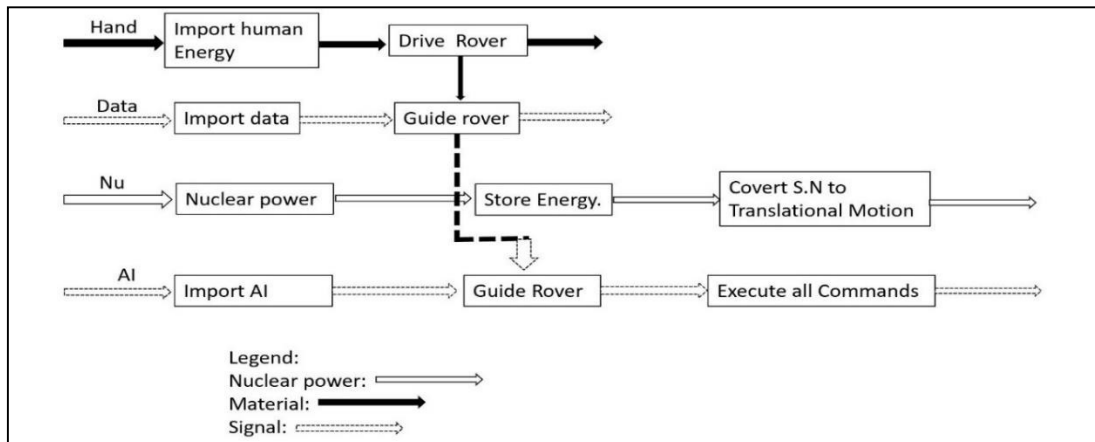 Hand
Import human
Energy
Drive Rover
Data
Import data
Guide rover
Nu
Nuclear power
Store Energy.
Covert S.N to
Translational Motion
AI
Import AI
Guide Rover
Execute all Commands
Legend:
Nuclear power:
Material:
Signal: